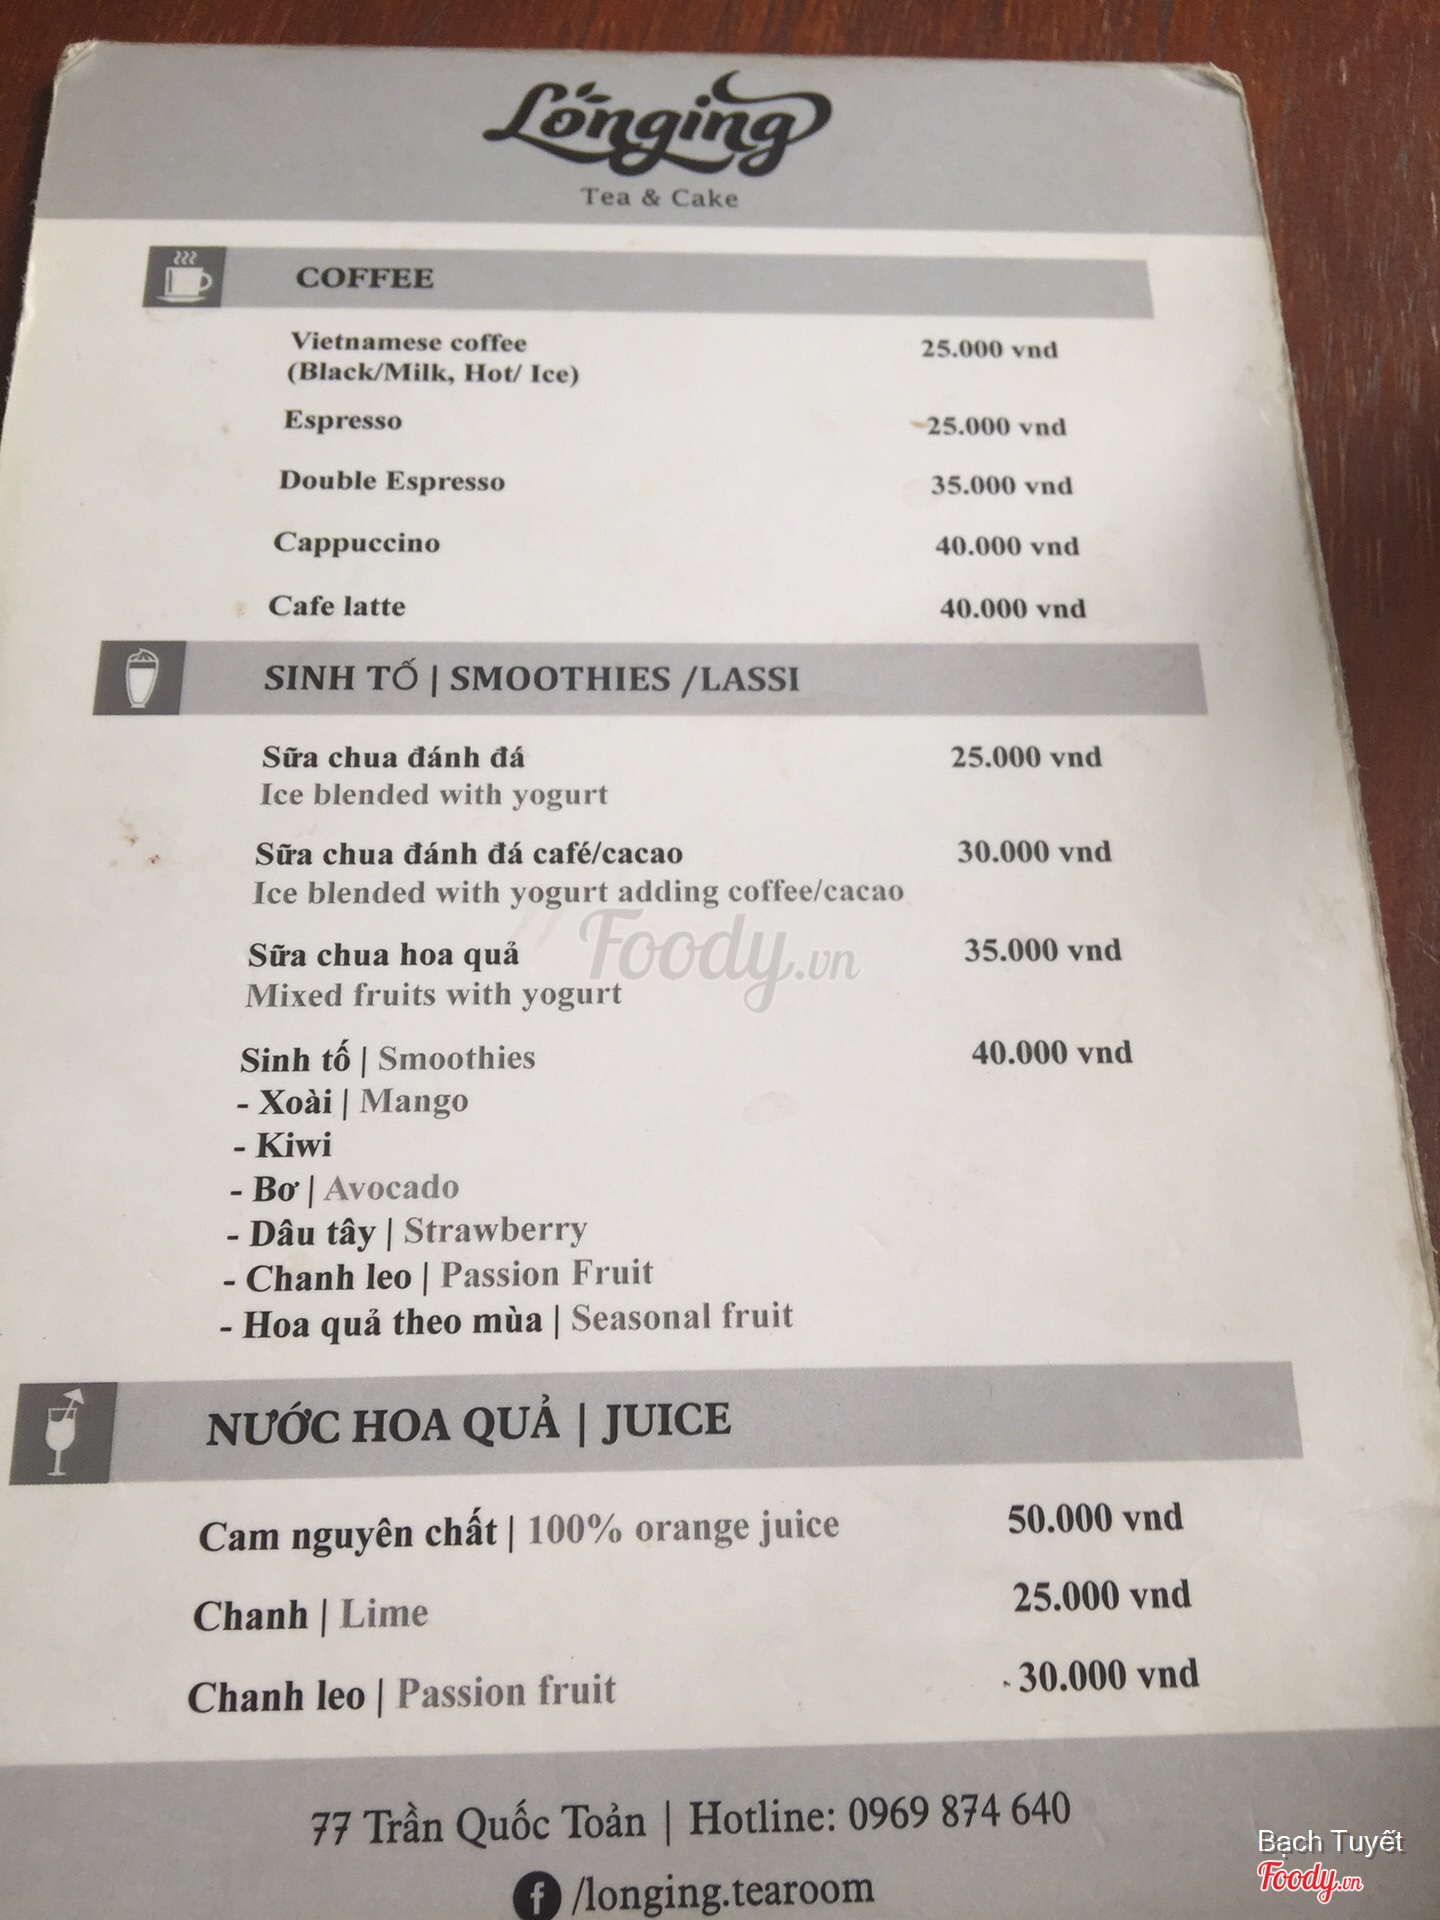 Longing
Tea & Cake
COFFEE
Vietnamese coffee 25.000 vnd
(Black/Milk, Hot/ Ice)
Espresso 25.000 vnd
Double Espresso 35.000 vnd
Cappuccino 40.000 vnd
Cafe latte 40.000 vnd
SINH TỐ | SMOOTHIES /LASSI
Sữa chua đánh đá 25.000 vnd
Ice blended with yogurt
Sữa chua đánh đá café/cacao 30.000 vnd
Ice blended with yogurt adding coffee/cacao
Foody.vn
Sữa chua hoa quả 35.000 vnd
Mixed fruits with yogurt
Sinh tố | Smoothies 40.000 vnd
- Xoài | Mango
- Kiwi
- Bơ | Avocado
- Dâu tây | Strawberry
- Chanh leo | Passion Fruit
- Hoa quả theo mùa | Seasonal fruit
NƯỚC HOA QUẢ | JUICE
Cam nguyên chất | 100% orange juice 50.000 vnd
Chanh | Lime 25.000 vnd
Chanh leo | Passion fruit 30.000 vnd
77 Trần Quốc Toản | Hotline: 0969 874 640
f /longing.tearoom
Bạch Tuyết
Foody.vn